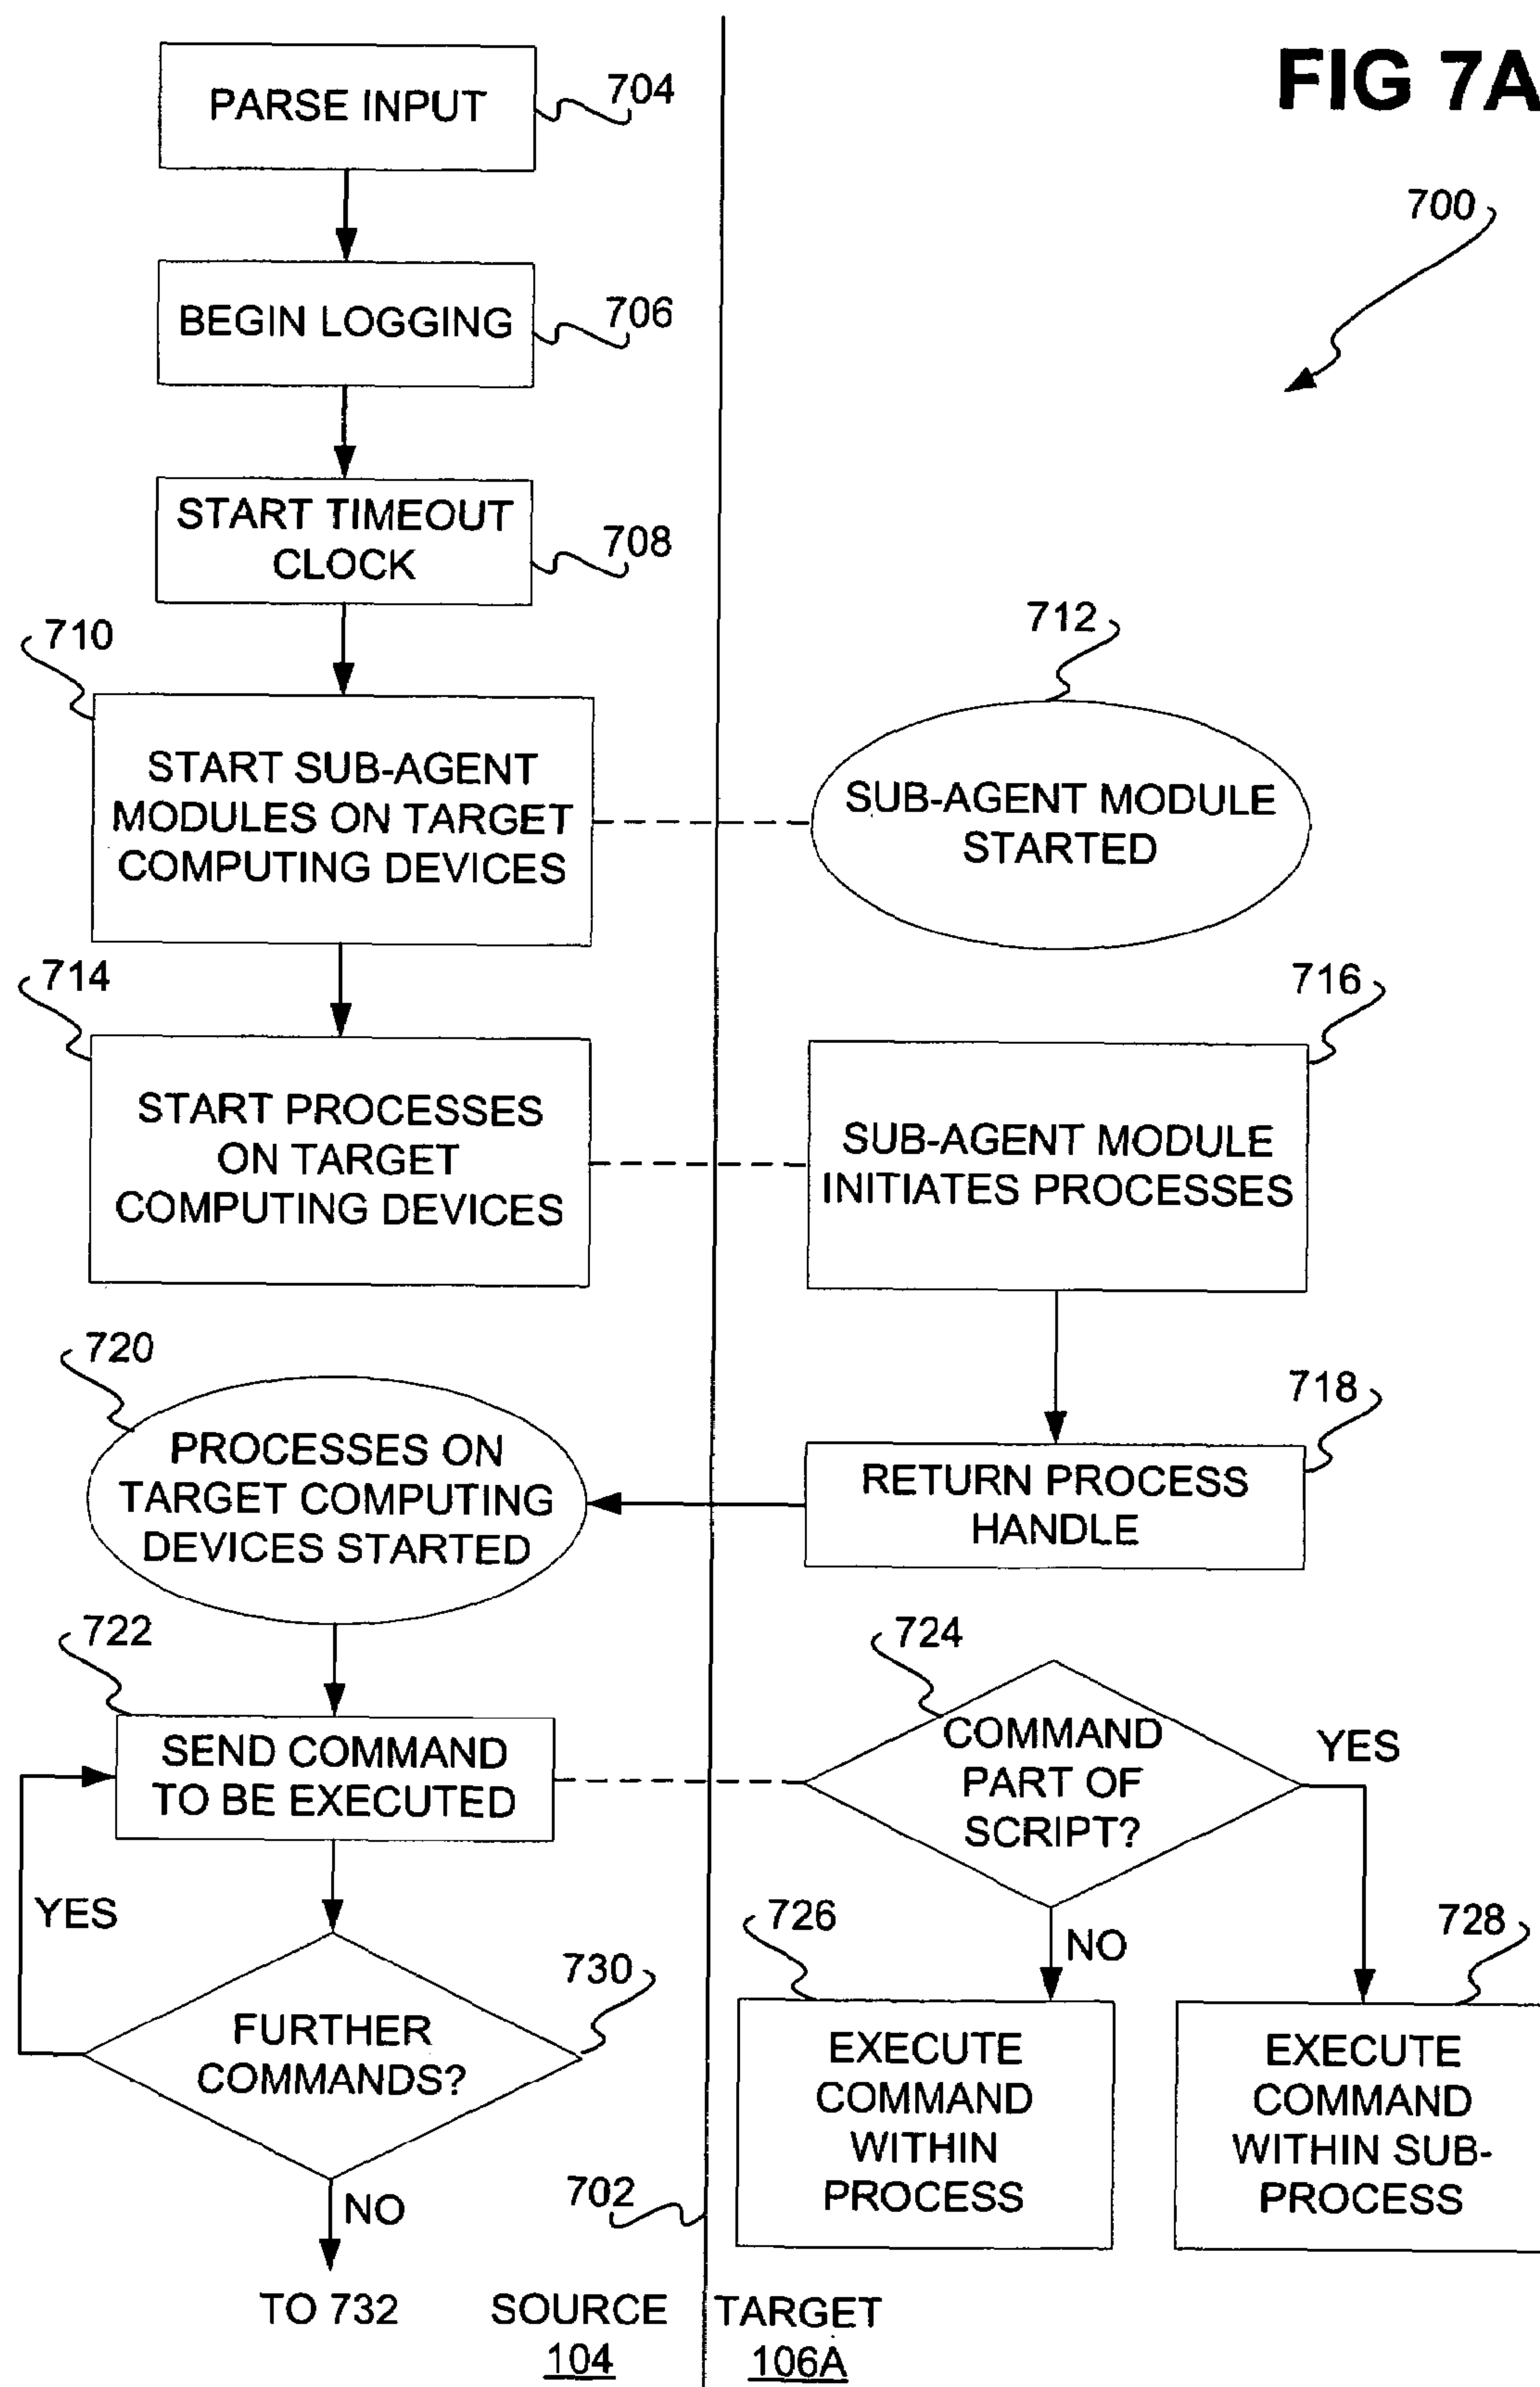 FIG 7A
700
PARSE INPUT
704
BEGIN LOGGING
706
START TIMEOUT
CLOCK
708
710
START SUB-AGENT
MODULES ON TARGET
COMPUTING DEVICES
712
SUB-AGENT MODULE
STARTED
714
START PROCESSES
ON TARGET
COMPUTING DEVICES
716
SUB-AGENT MODULE
INITIATES PROCESSES
718
RETURN PROCESS
HANDLE
720
PROCESSES ON
TARGET COMPUTING
DEVICES STARTED
722
SEND COMMAND
TO BE EXECUTED
724
COMMAND
PART OF
SCRIPT?
YES
NO
726
EXECUTE
COMMAND
WITHIN
PROCESS
728
EXECUTE
COMMAND
WITHIN SUB-
PROCESS
YES
730
FURTHER
COMMANDS?
NO
TO 732
702
SOURCE
104
TARGET
106A